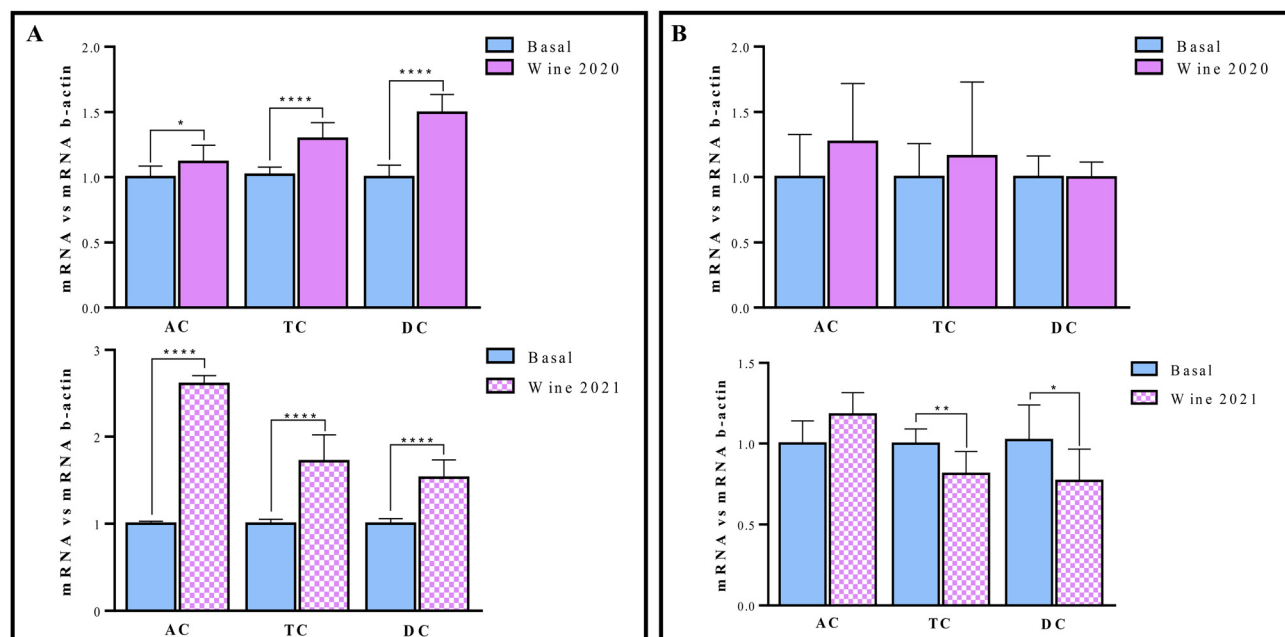 A
mRNA vs mRNA b-actin
2.0
1.5
1.0
0.5
0.0
*
****
****
AC
TC
DC
Basal
Wine 2020
mRNA vs mRNA b-actin
3
2
1
0
****
****
****
AC
TC
DC
Basal
Wine 2021
B
mRNA vs mRNA b-actin
2.0
1.5
1.0
0.5
0.0
AC
TC
DC
Basal
Wine 2020
mRNA vs mRNA b-actin
1.5
1.0
0.5
0.0
**
*
AC
TC
DC
Basal
Wine 2021